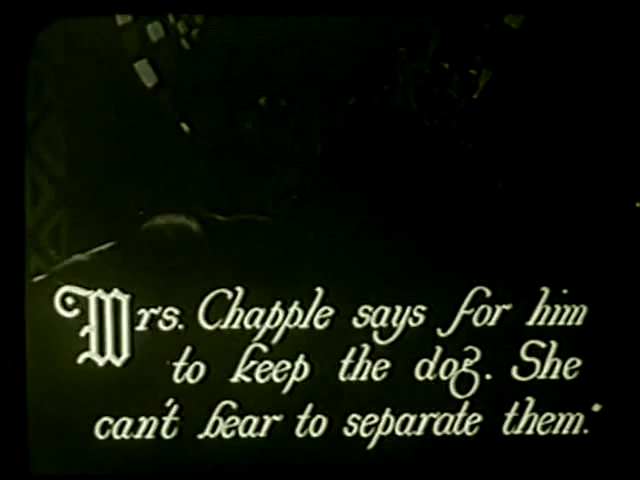 Mrs. Chapple says for him
to keep the dog. She
can't bear to separate them."